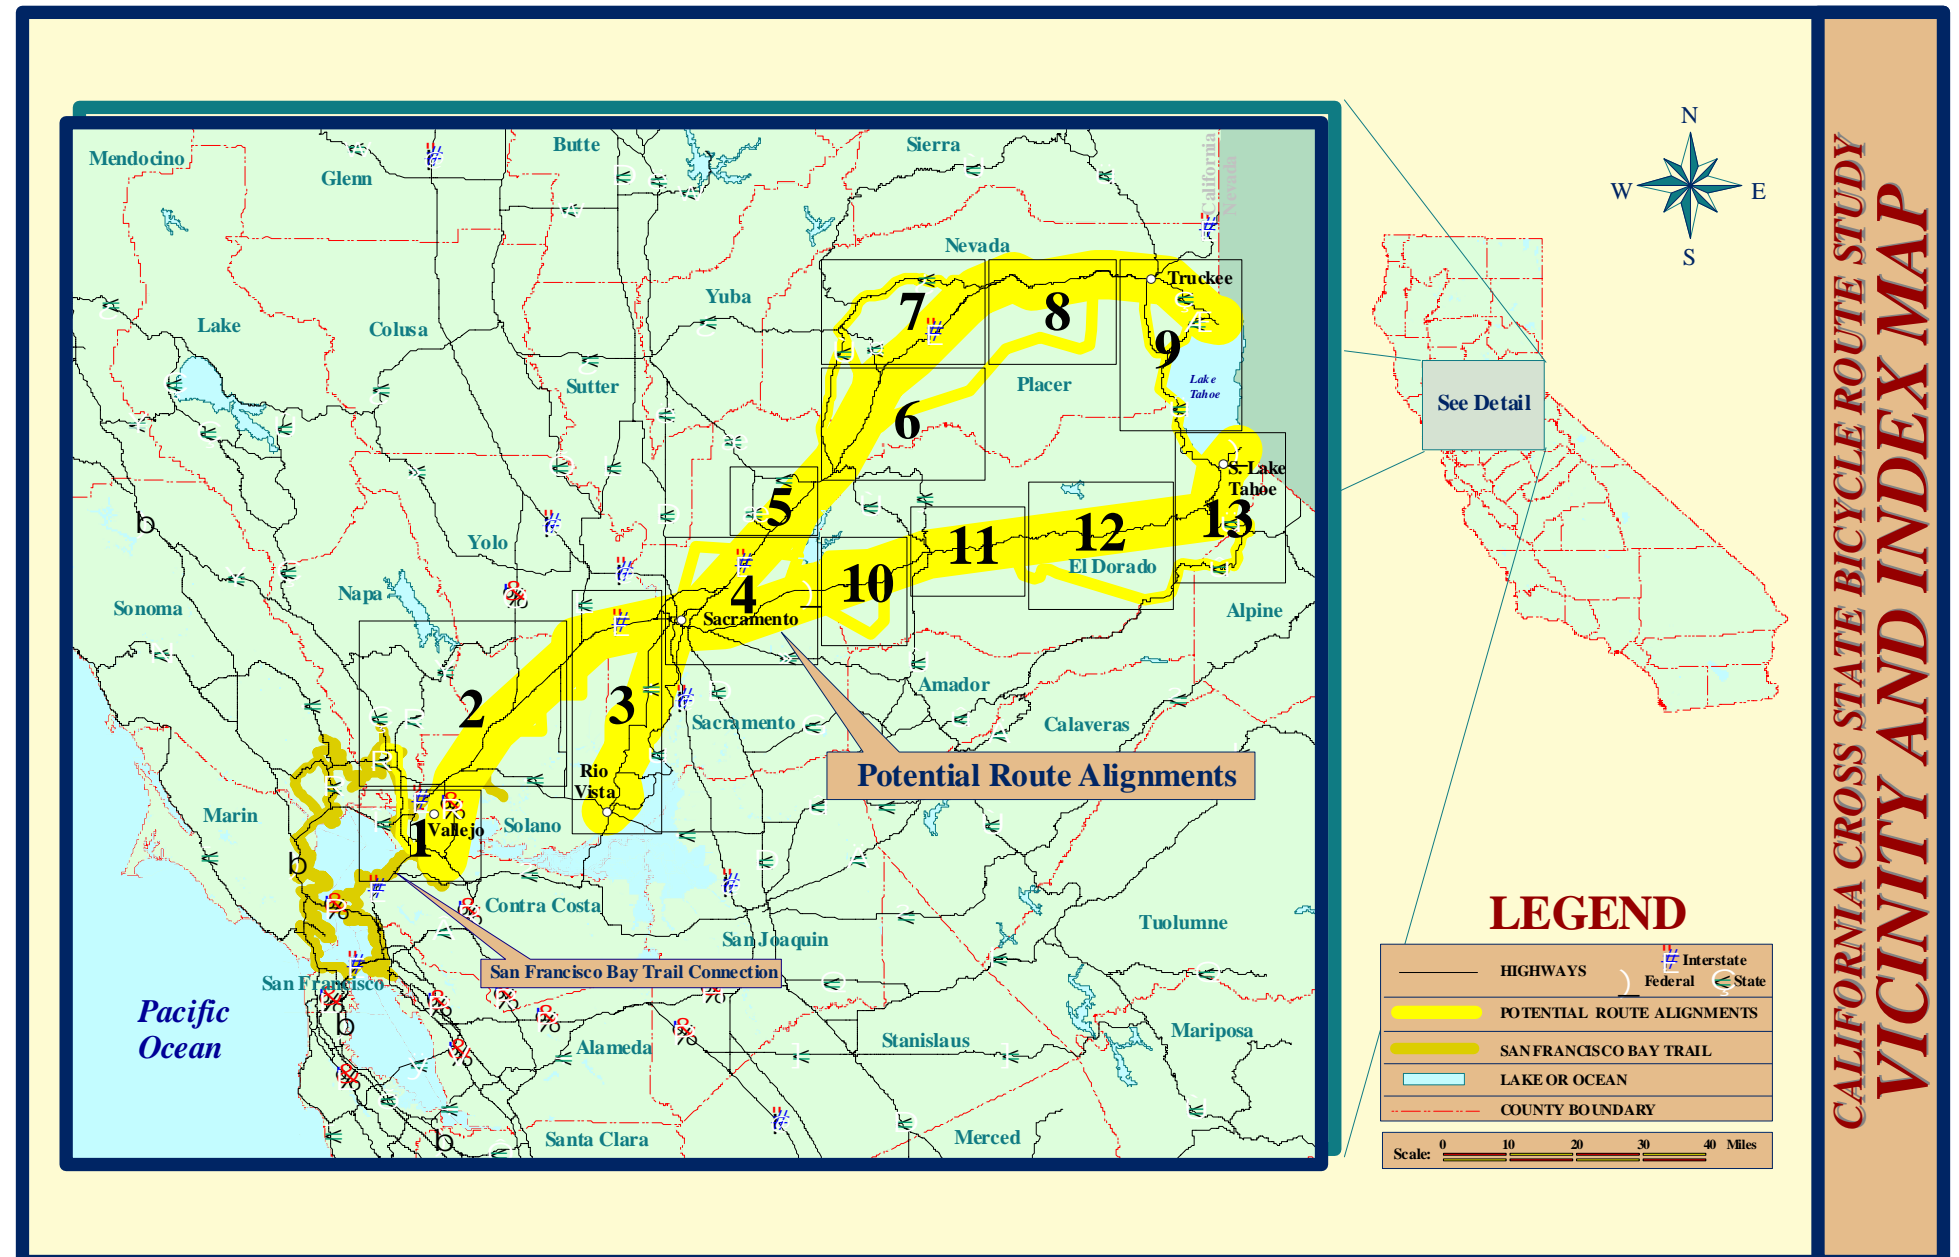 CALIFORNIA CROSS STATE BICYCLE ROUTE STUDY
VICINITY AND INDEX MAP
N
W
E
S
Mendocino
Glenn
Butte
Sierra
California
Nevada
Nevada
Truckee
Yuba
Lake
Colusa
Sutter
Placer
Lake
Tahoe
S. Lake
Tahoe
Yolo
Napa
Sonoma
El Dorado
Alpine
Sacramento
Amador
Sacramento
Calaveras
Rio
Vista
Marin
Vallejo
Solano
Contra Costa
San Joaquin
Tuolumne
San Francisco
Alameda
Stanislaus
Mariposa
Santa Clara
Merced
Pacific
Ocean
1
2
3
4
5
6
7
8
9
10
11
12
13
b
b
b
b
Potential Route Alignments
San Francisco Bay Trail Connection
See Detail
LEGEND
HIGHWAYS
Interstate
Federal
State
POTENTIAL ROUTE ALIGNMENTS
SAN FRANCISCO BAY TRAIL
LAKE OR OCEAN
COUNTY BOUNDARY
Scale: 0 10 20 30 40 Miles